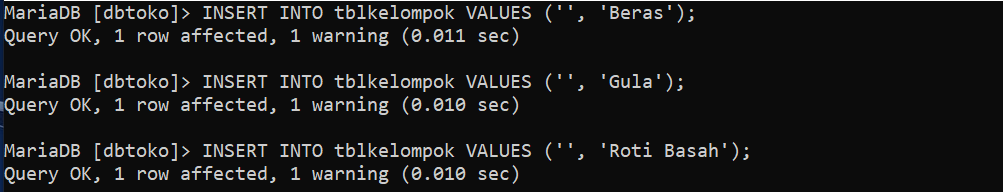 MariaDB [dbtoko]> INSERT INTO tblkelompok VALUES ('', 'Beras');
Query OK, 1 row affected, 1 warning (0.011 sec)
MariaDB [dbtoko]> INSERT INTO tblkelompok VALUES ('', 'Gula');
Query OK, 1 row affected, 1 warning (0.010 sec)
MariaDB [dbtoko]> INSERT INTO tblkelompok VALUES ('', 'Roti Basah');
Query OK, 1 row affected, 1 warning (0.010 sec)